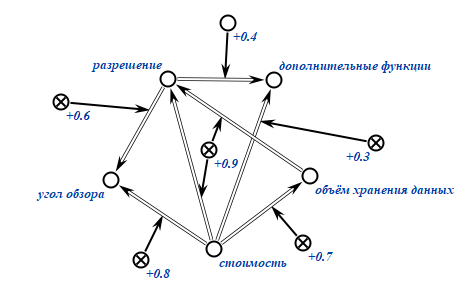 +0.4
разрешение
дополнительные функции
+0.6
+0.3
+0.9
угол обзора
объём хранения данных
стоимость
+0.7
+0.8